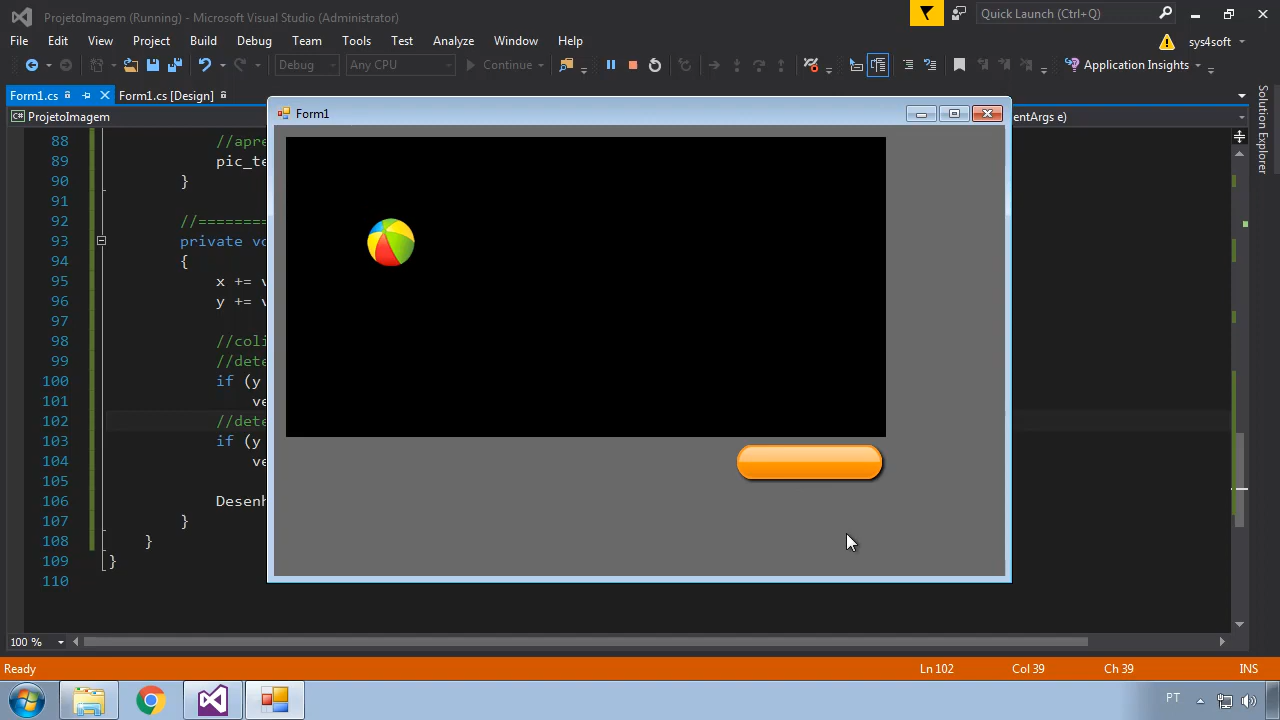 ProjetoImagem (Running) - Microsoft Visual Studio (Administrator)
Quick Launch (Ctrl+Q)
File Edit View Project Build Debug Team Tools Test Analyze Window Help
sys4soft
Debug Any CPU Continue Application Insights
Form1.cs Form1.cs [Design]
ProjetoImagem
entArgs e)
Form1
Solution Explorer
88 //apre
89 pic_te
90 }
91
92 //=========
93 private vo
94 {
95 x += v
96 y += v
97
98 //coli
99 //dete
100 if (y
101 ve
102 //dete
103 if (y
104 ve
105
106 Desenh
107 }
108 }
109 }
110
100 %
Ready Ln 102 Col 39 Ch 39 INS
PT